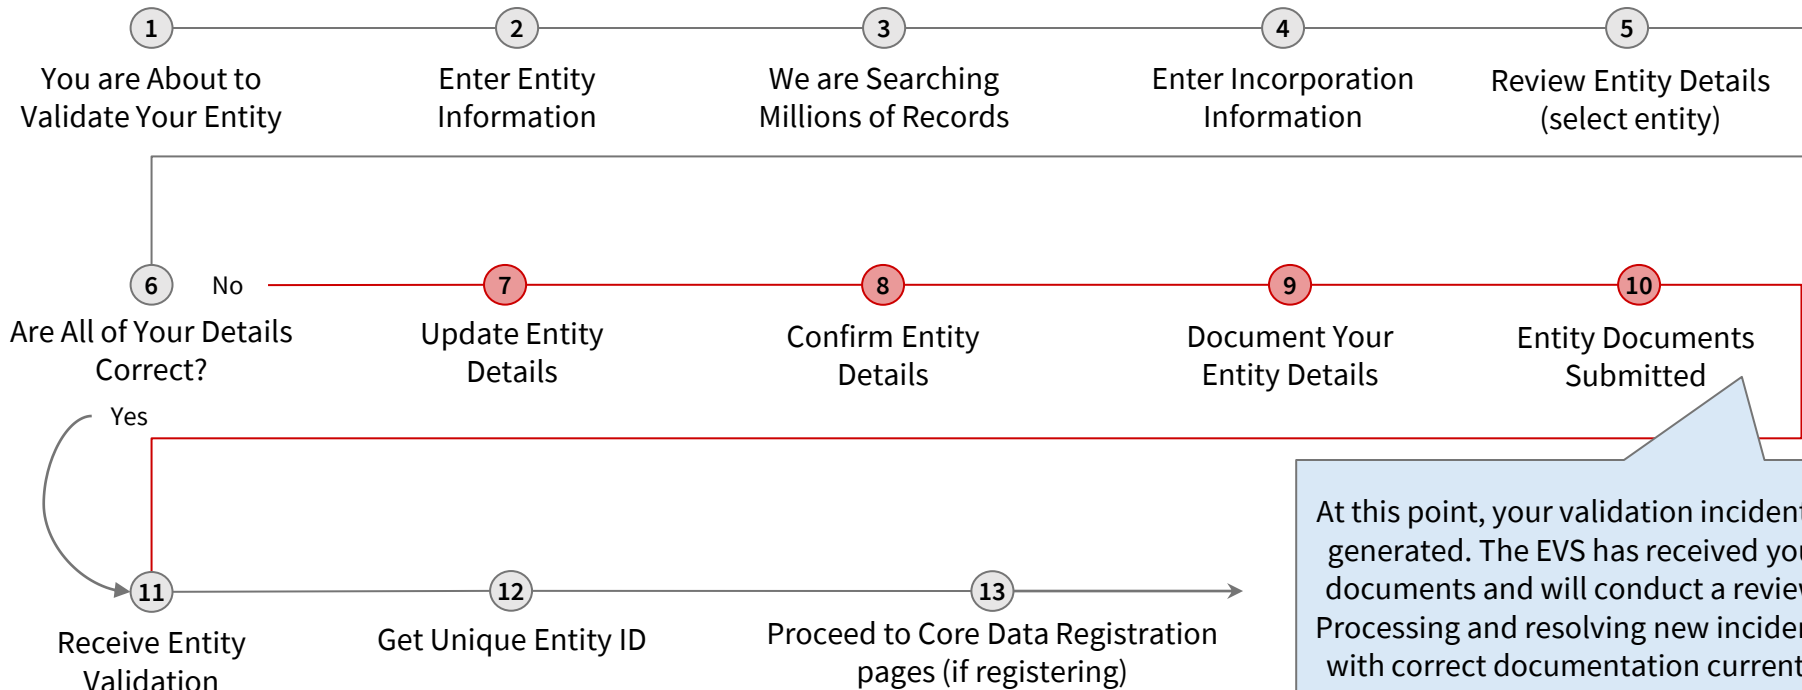 1
2
3
4
5
You are About to
Validate Your Entity
Enter Entity
Information
We are Searching
Millions of Records
Enter Incorporation
Information
Review Entity Details
(select entity)
6
No
7
8
9
10
Are All of Your Details
Correct?
Update Entity
Details
Confirm Entity
Details
Document Your
Entity Details
Entity Documents
Submitted
Yes
At this point, your validation incident
generated. The EVS has received
documents and will conduct a review
Processing and resolving new
with correct documentation
11
12
13
Receive Entity
Validation
Get Unique Entity ID
Proceed to Core Data Registration
pages (if registering)